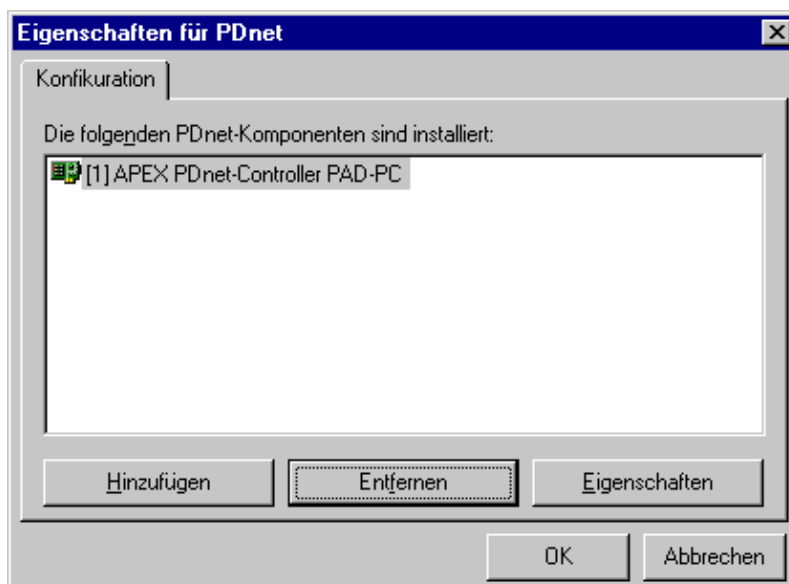 Eigenschaften für PDnet
Konfikuration
Die folgenden PDnet-Komponenten sind installiert:
[1] APEX PDnet-Controller PAD-PC
Hinzufügen
Entfernen
Eigenschaften
OK
Abbrechen